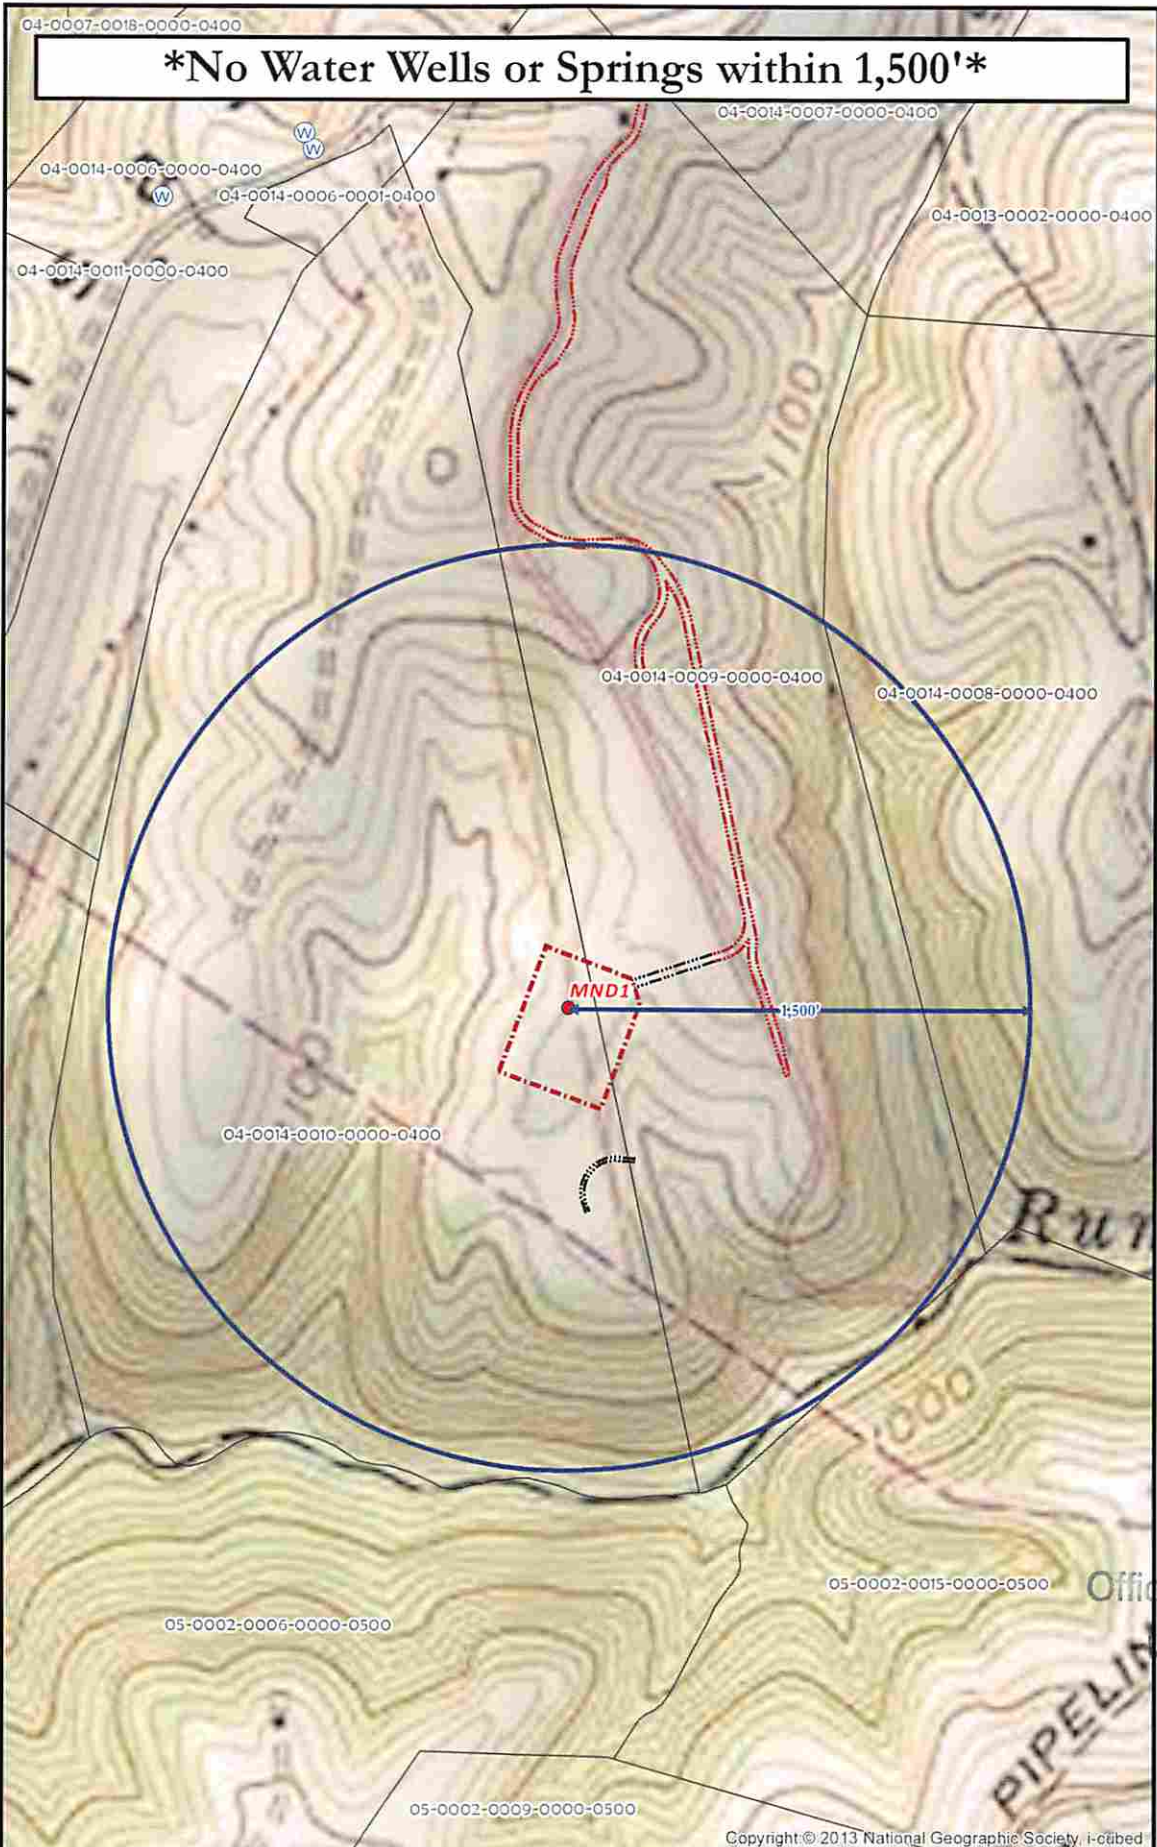 04-0007-0018-0000-0400
*No Water Wells or Springs within 1,500'*
04-0014-0007-0000-0400
W
W
04-0014-0006-0000-0400
W
04-0014-0006-0001-0400
04-0013-0002-0000-0400
04-0014-0011-0000-0400
1100
04-0014-0009-0000-0400
04-0014-0008-0000-0400
MND1
1,500'
04-0014-0010-0000-0400
Run
000
05-0002-0015-0000-0500
05-0002-0006-0000-0500
PIPELIN
05-0002-0009-0000-0500
Copyright:© 2013 National Geographic Society, i-cubed